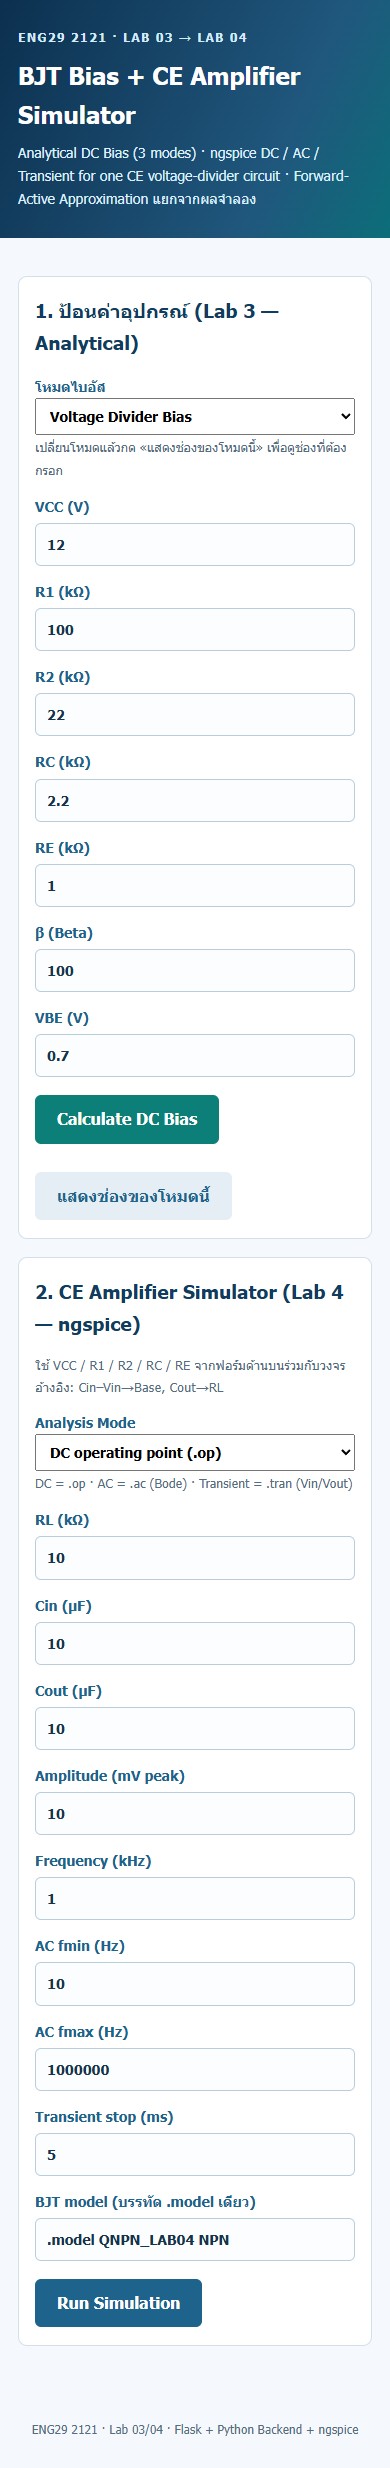 ENG29 2121 · LAB 03 → LAB 04
BJT Bias + CE Amplifier
Simulator
Analytical DC Bias (3 modes) · ngspice DC / AC /
Transient for one CE voltage-divider circuit · Forward-
Active Approximation แยกจากผลจำลอง
1. ป้อนค่าอุปกรณ์ (Lab 3 —
Analytical)
โหมดไบอัส
Voltage Divider Bias
เปลี่ยนโหมดแล้วกด «แสดงช่องของโหมดนี้» เพื่อดูช่องที่ต้อง
กรอก
VCC (V)
12
R1 (kΩ)
100
R2 (kΩ)
22
RC (kΩ)
2.2
RE (kΩ)
1
β (Beta)
100
VBE (V)
0.7
Calculate DC Bias
แสดงช่องของโหมดนี้
2. CE Amplifier Simulator (Lab 4
— ngspice)
ใช้ VCC / R1 / R2 / RC / RE จากฟอร์มด้านบนร่วมกับวงจร
อ้างอิง: Cin–Vin→Base, Cout→RL
Analysis Mode
DC operating point (.op)
DC = .op · AC = .ac (Bode) · Transient = .tran (Vin/Vout)
RL (kΩ)
10
Cin (µF)
10
Cout (µF)
10
Amplitude (mV peak)
10
Frequency (kHz)
1
AC fmin (Hz)
10
AC fmax (Hz)
1000000
Transient stop (ms)
5
BJT model (บรรทัด .model เดียว)
.model QNPN_LAB04 NPN
Run Simulation
ENG29 2121 · Lab 03/04 · Flask + Python Backend + ngspice